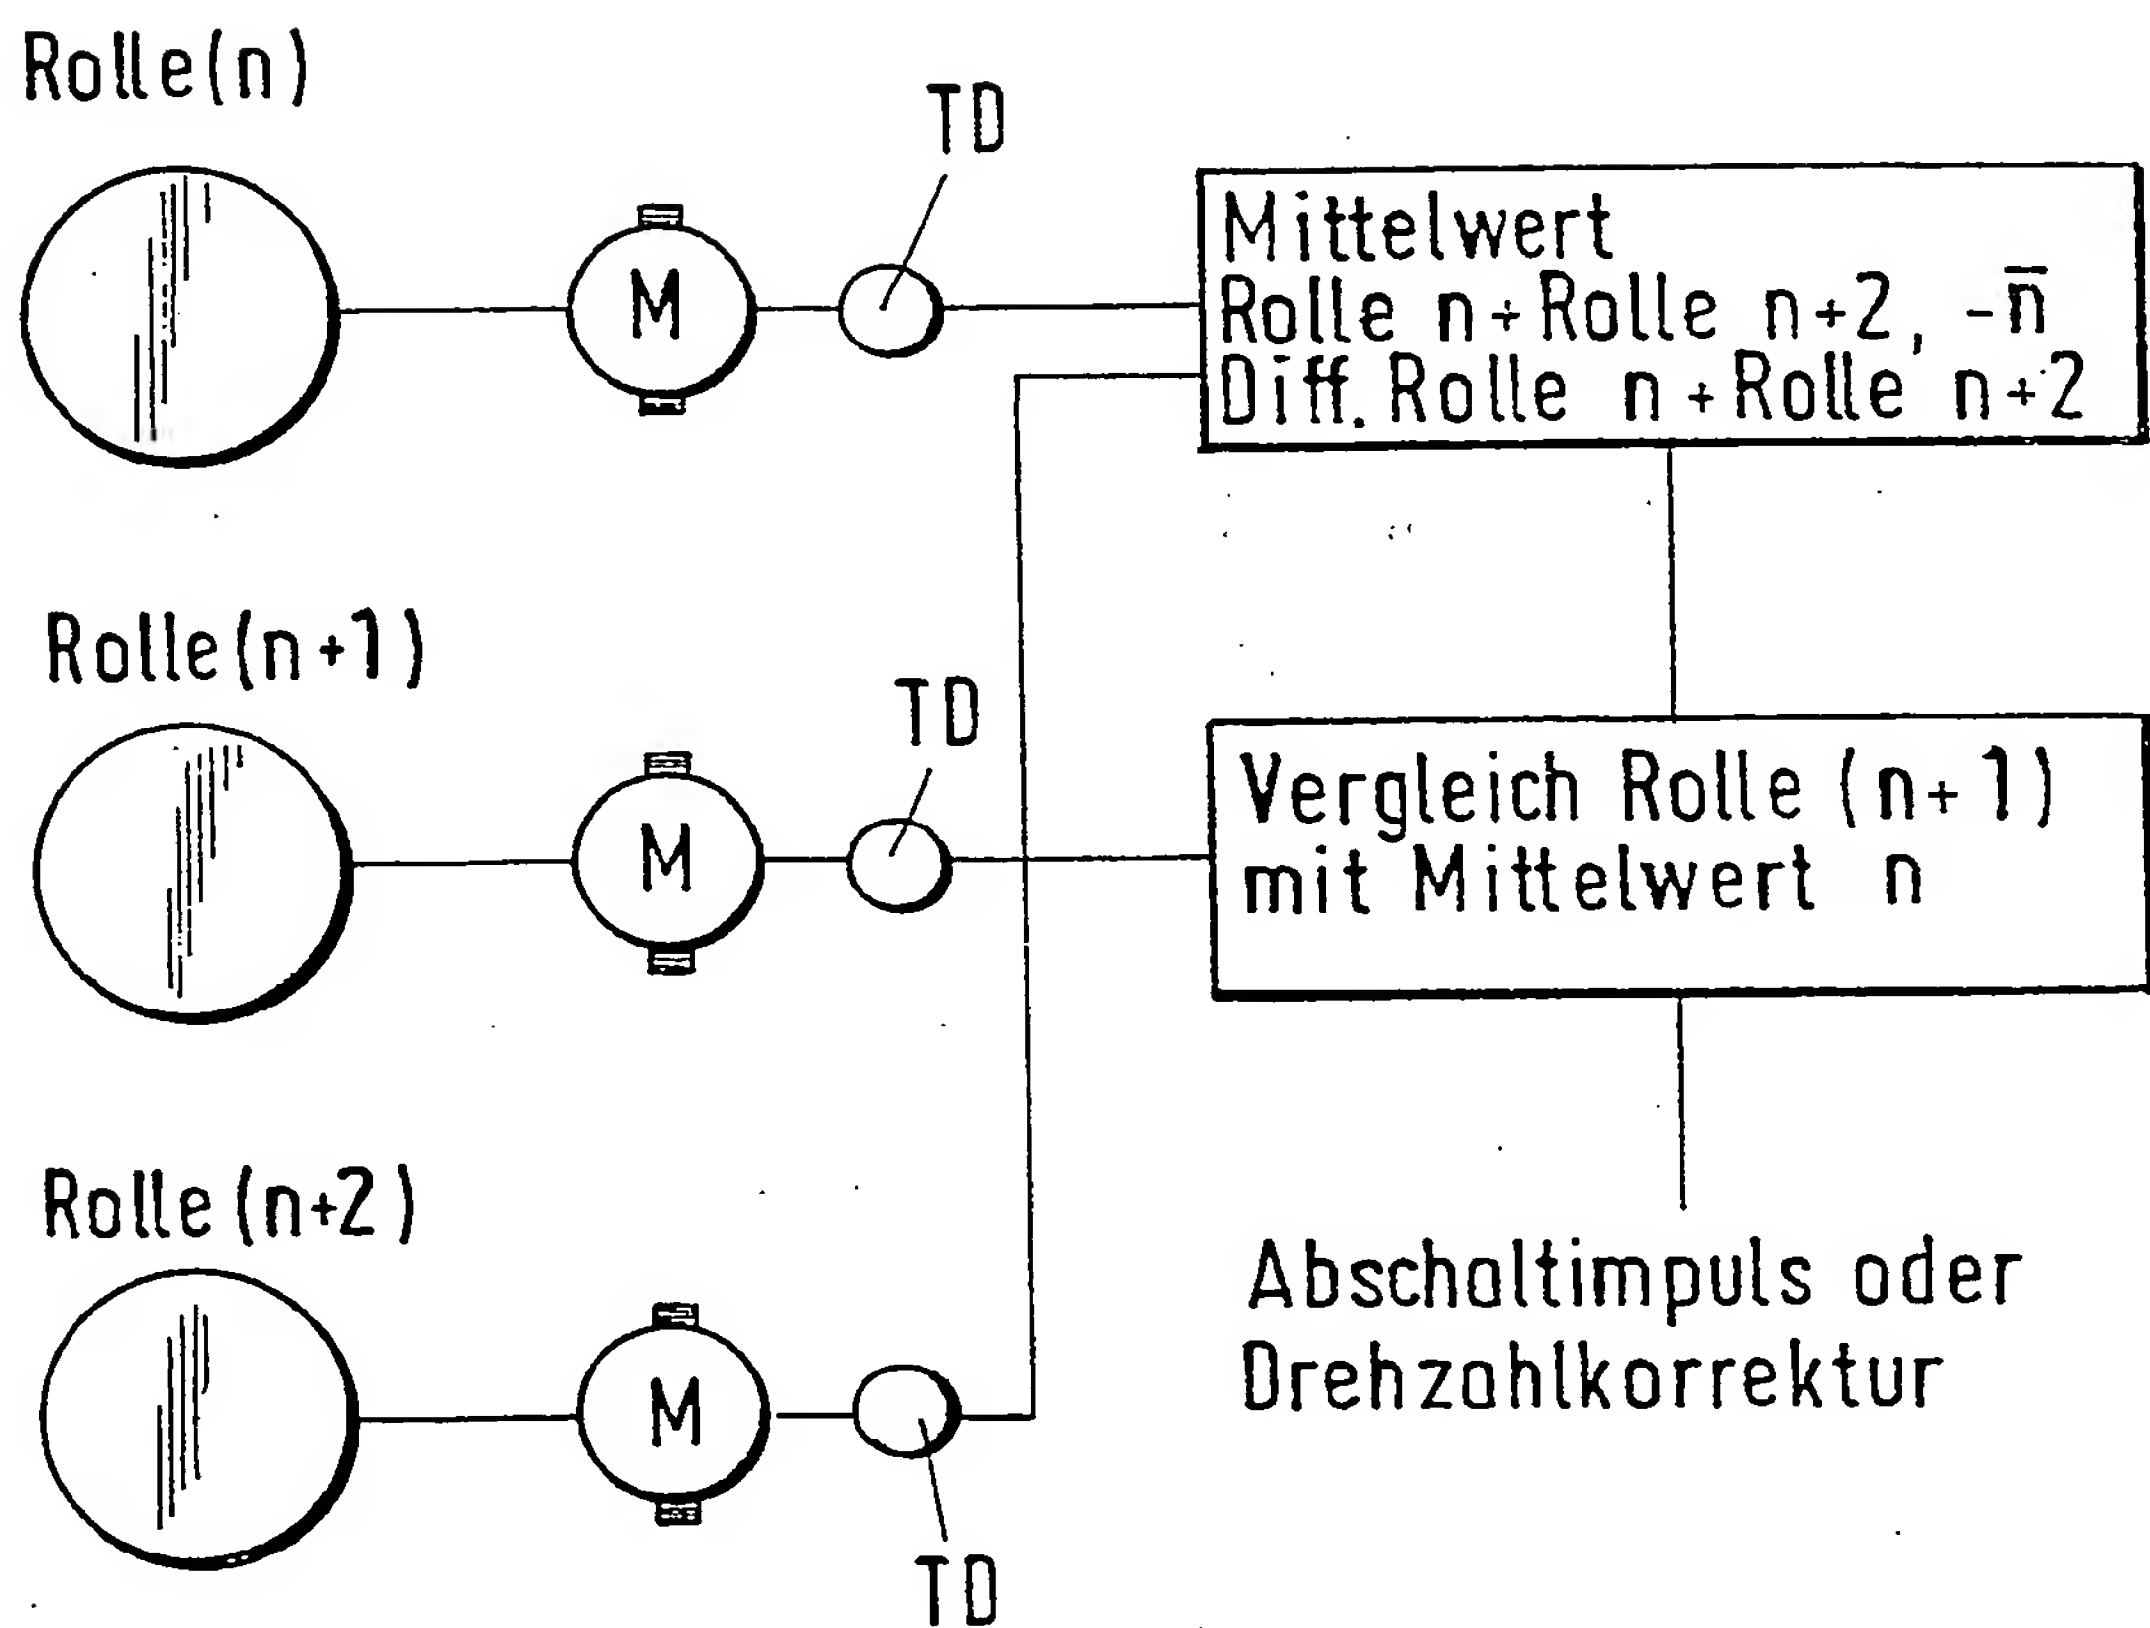 Rolle(n)
TD
M
Mittelwert
Rolle n+Rolle n+2, -n̅
Diff. Rolle n+Rolle n+2
Rolle(n+1)
TD
M
Vergleich Rolle (n+1)
mit Mittelwert n
Rolle(n+2)
M
TD
Abschaltimpuls oder
Drehzahlkorrektur